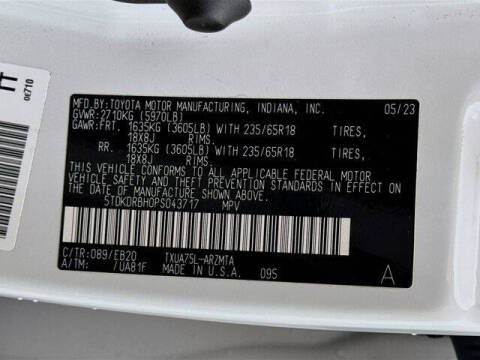 MFD.BY:TOYOTA MOTOR MANUFACTURING, INDIANA, INC. 05/23
GVWR:2710KG (5970LB)
GAWR:FRT. 1635KG (3605LB) WITH 235/65R18 TIRES,
18X8J RIMS.
RR. 1635KG (3605LB) WITH 235/65R18 TIRES,
18X8J RIMS.
THIS VEHICLE CONFORMS TO ALL APPLICABLE FEDERAL MOTOR
VEHICLE SAFETY AND THEFT PREVENTION STANDARDS IN EFFECT
ON THE DATE OF MANUFACTURE SHOWN ABOVE.
5TDKDRBH0PS043717 MPV
C/TR:089/EB20 TXUA75L-ARZMTA
A/TM: /UA81F MADE IN U.S.A. 095 A